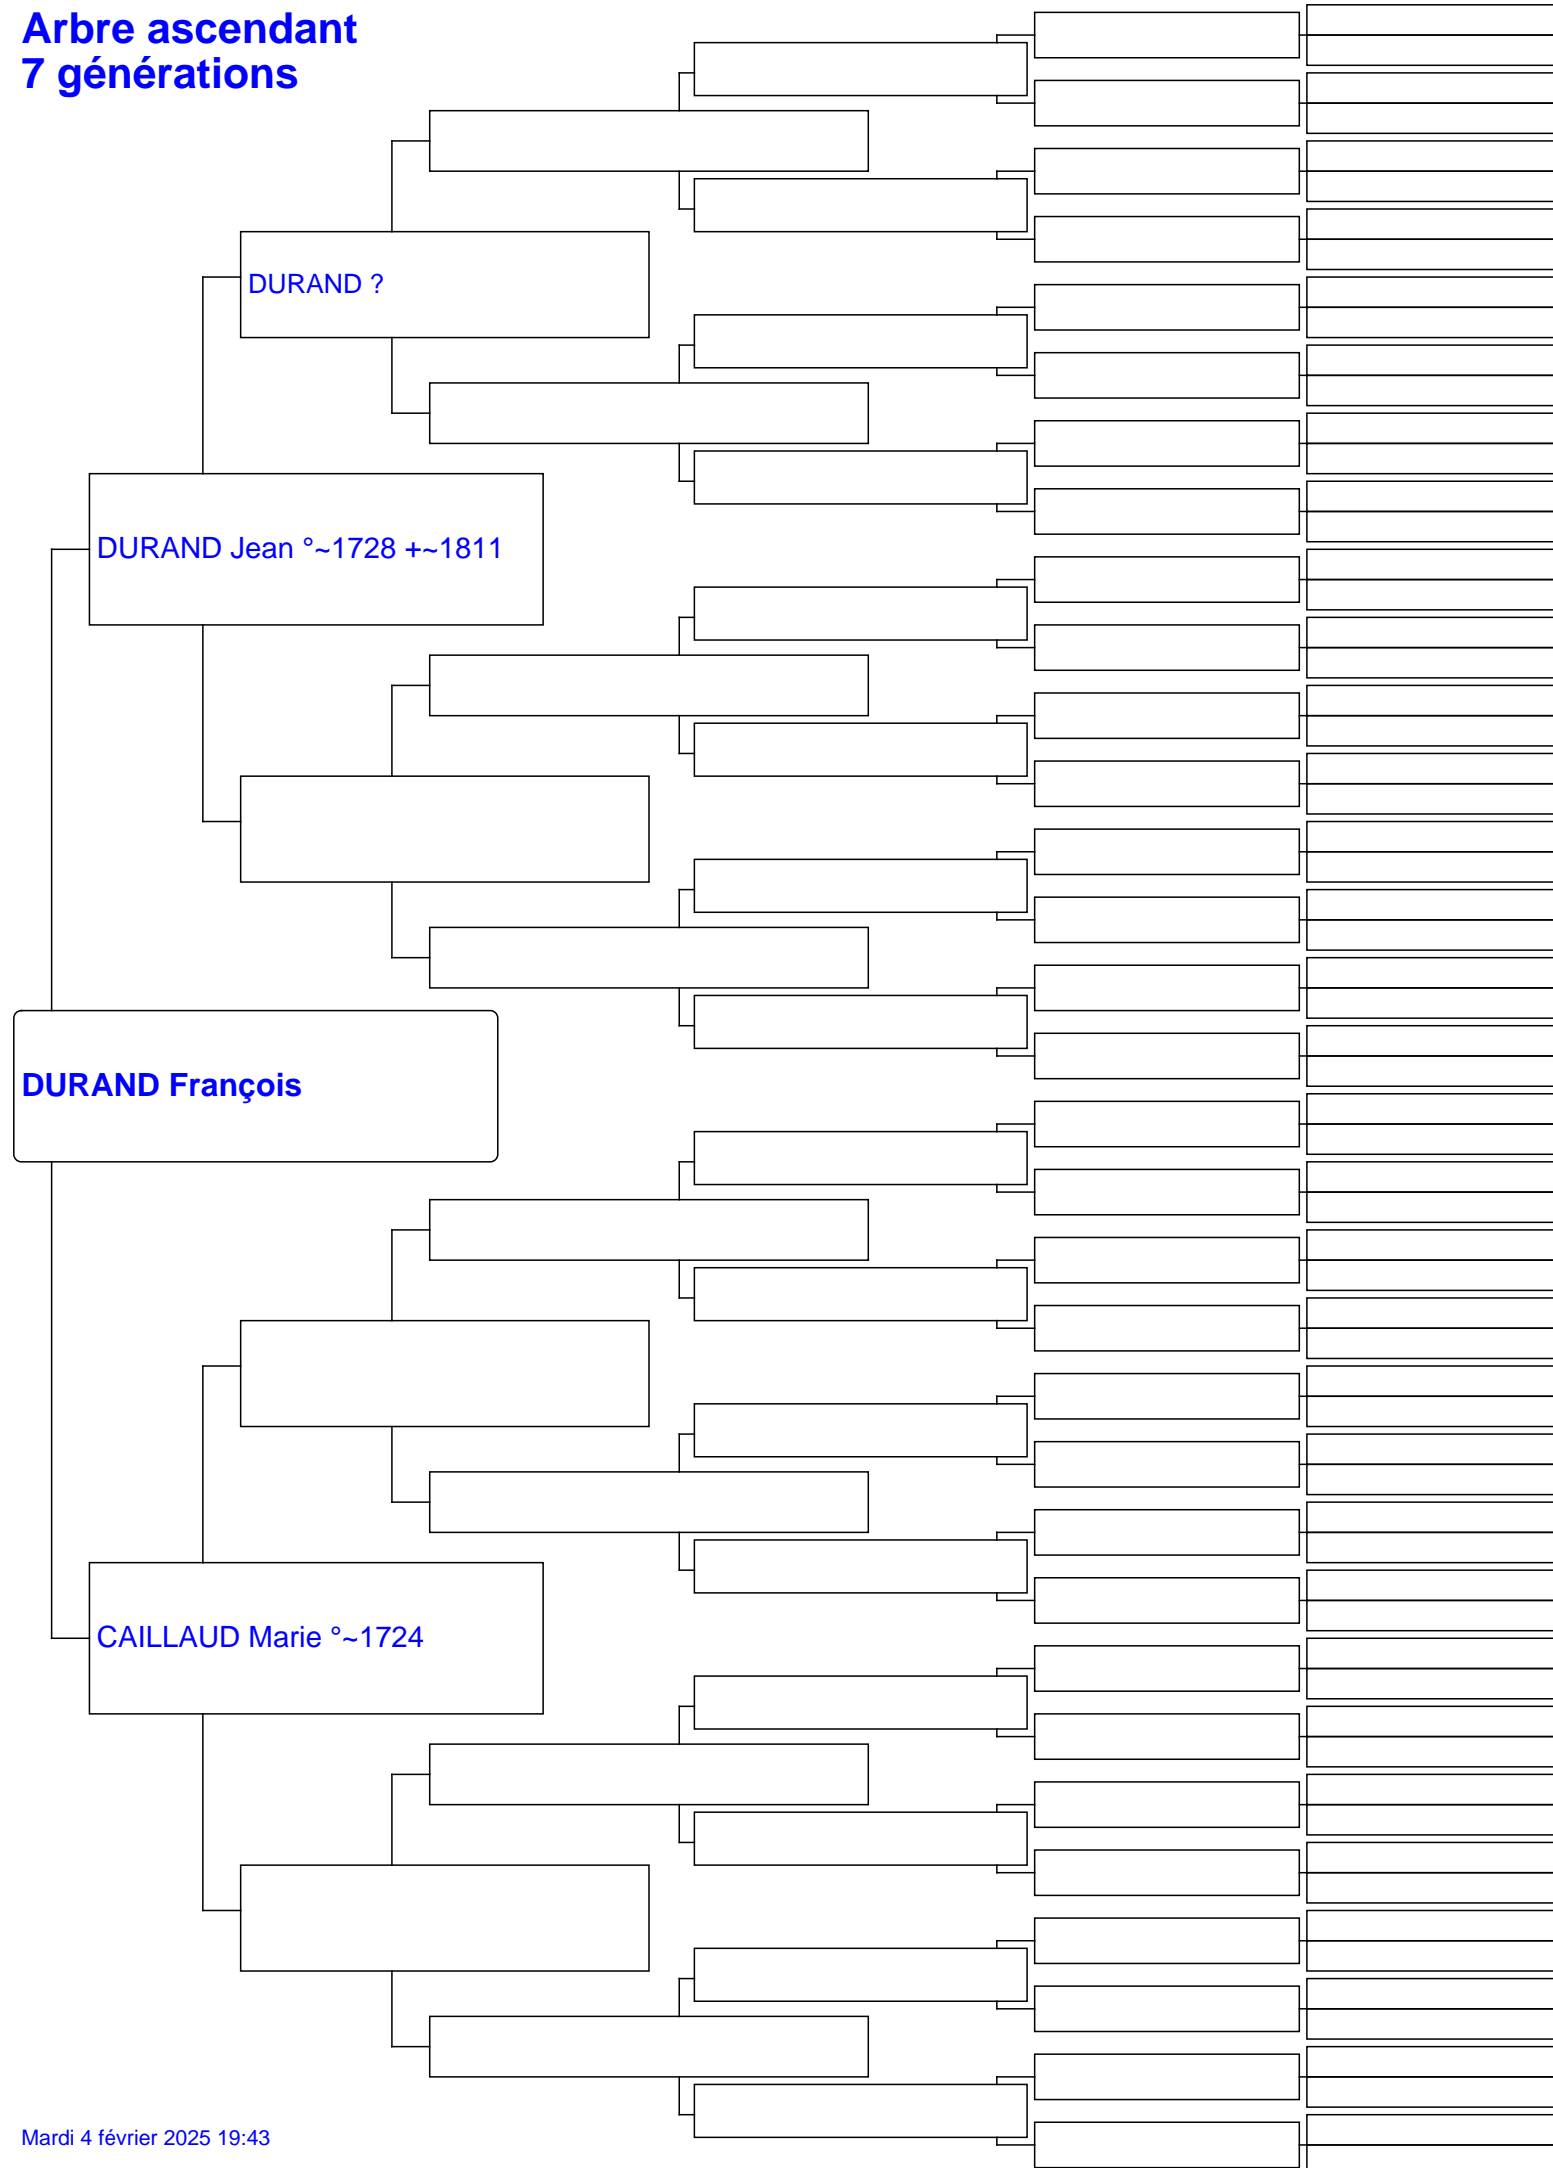 Arbre ascendant
7 générations
DURAND ?
DURAND Jean °~1728 +~1811
DURAND François
CAILLAUD Marie °~1724
Mardi 4 février 2025 19:43